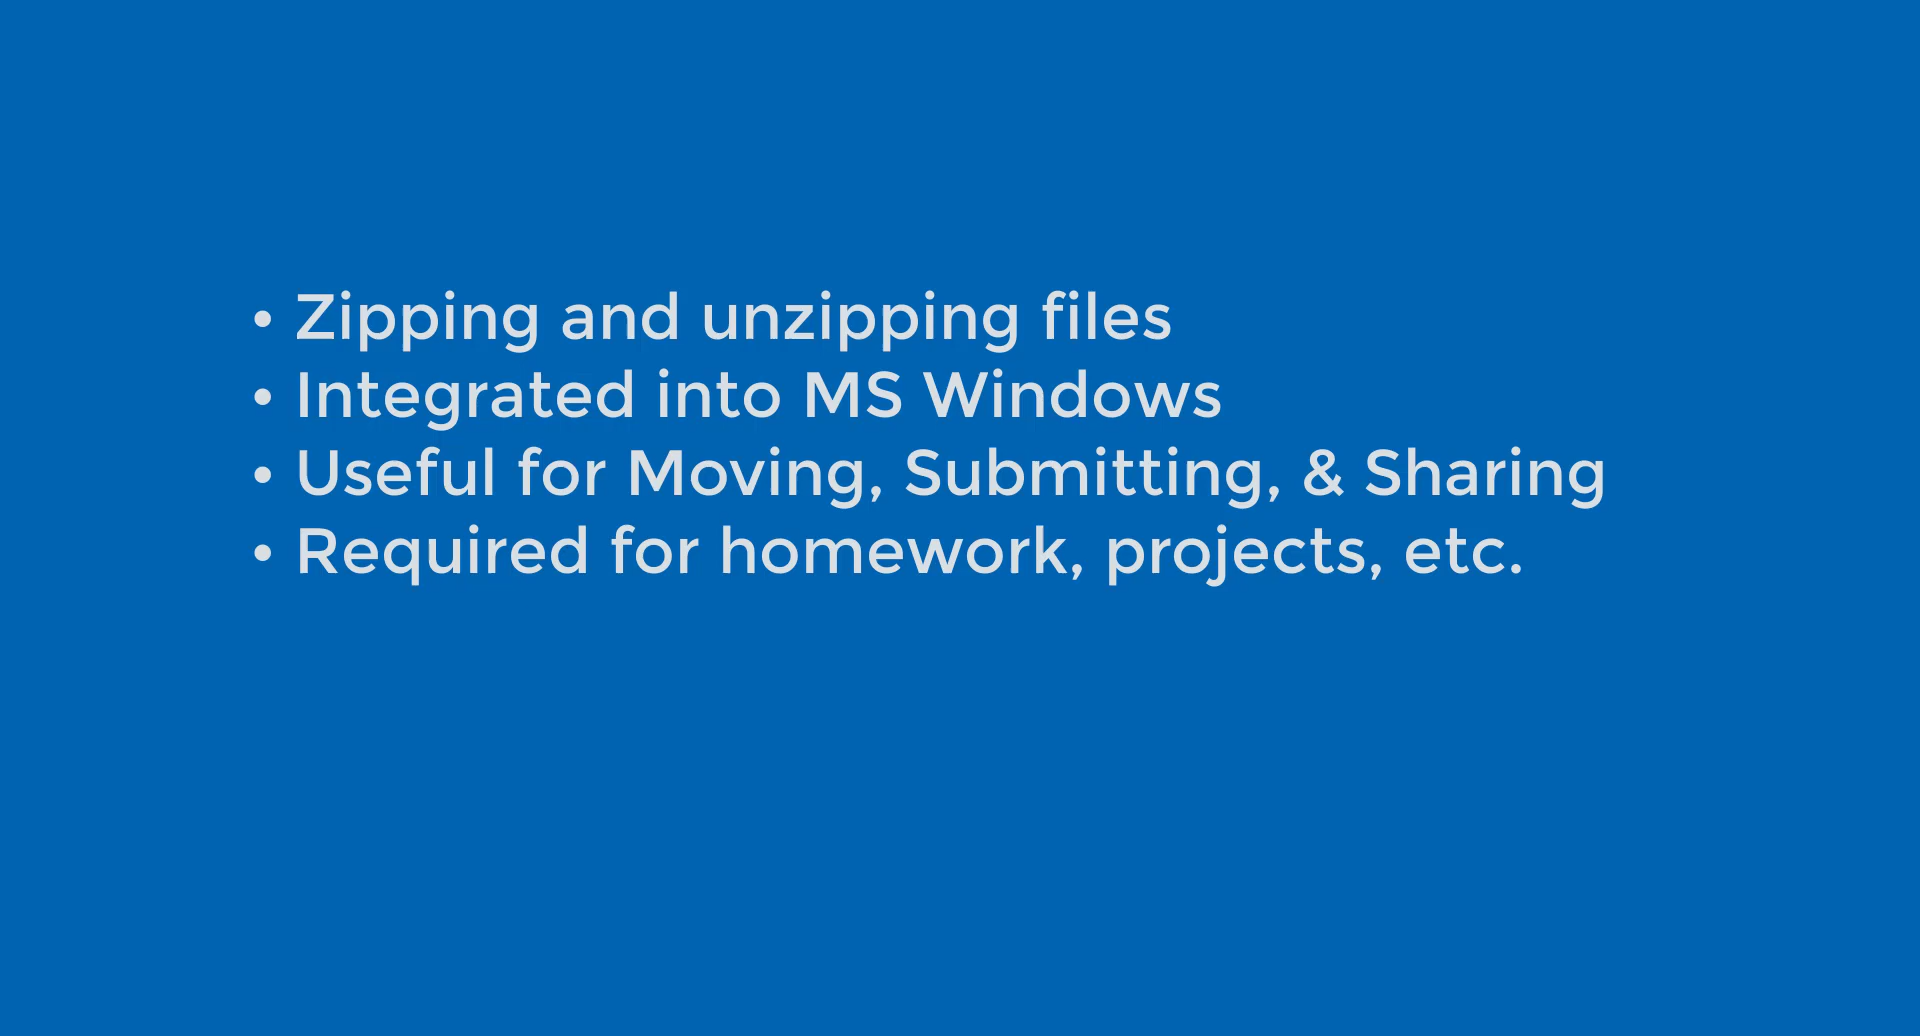 • Zipping and unzipping files
• Integrated into MS Windows
• Useful for Moving, Submitting, & Sharing
• Required for homework, projects, etc.